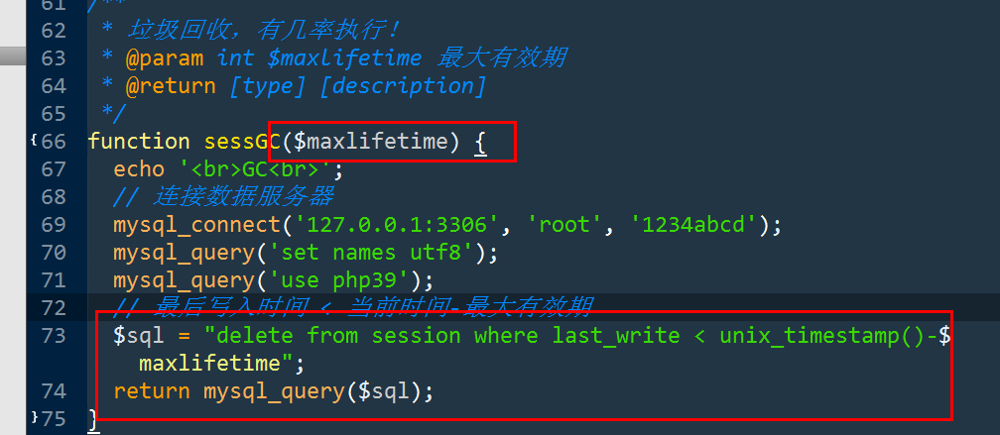 61 /**
62 * 垃圾回收，有几率执行！
63 * @param int $maxlifetime 最大有效期
64 * @return [type] [description]
65 */
66 function sessGC($maxlifetime) {
67 echo '<br>GC<br>';
68 // 连接数据服务器
69 mysql_connect('127.0.0.1:3306', 'root', '1234abcd');
70 mysql_query('set names utf8');
71 mysql_query('use php39');
72 // 最后写入时间 < 当前时间-最大有效期
73 $sql = "delete from session where last_write < unix_timestamp()-$
maxlifetime";
74 return mysql_query($sql);
75 }